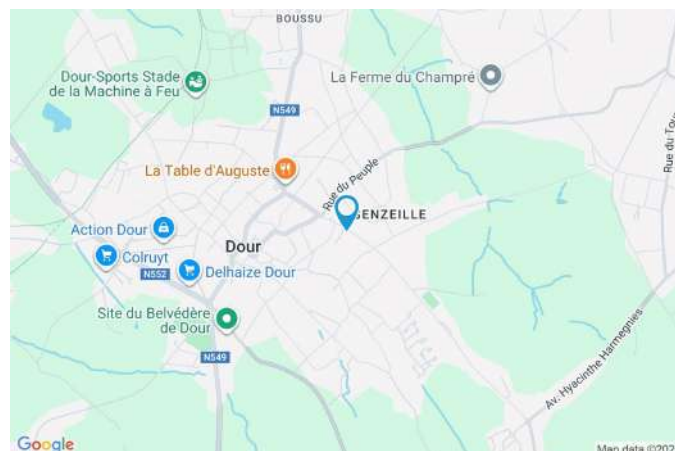 BOUSSU
Dour-Sports Stade
de la Machine à Feu
La Ferme du Champré
N549
Rue du Tour
La Table d'Auguste
Rue du Peuple
GENZEILLE
Action Dour
Dour
Colruyt
N552
Delhaize Dour
Site du Belvédère
de Dour
N549
Av. Hyacinthe Harmegnies
Google
Map data ©202